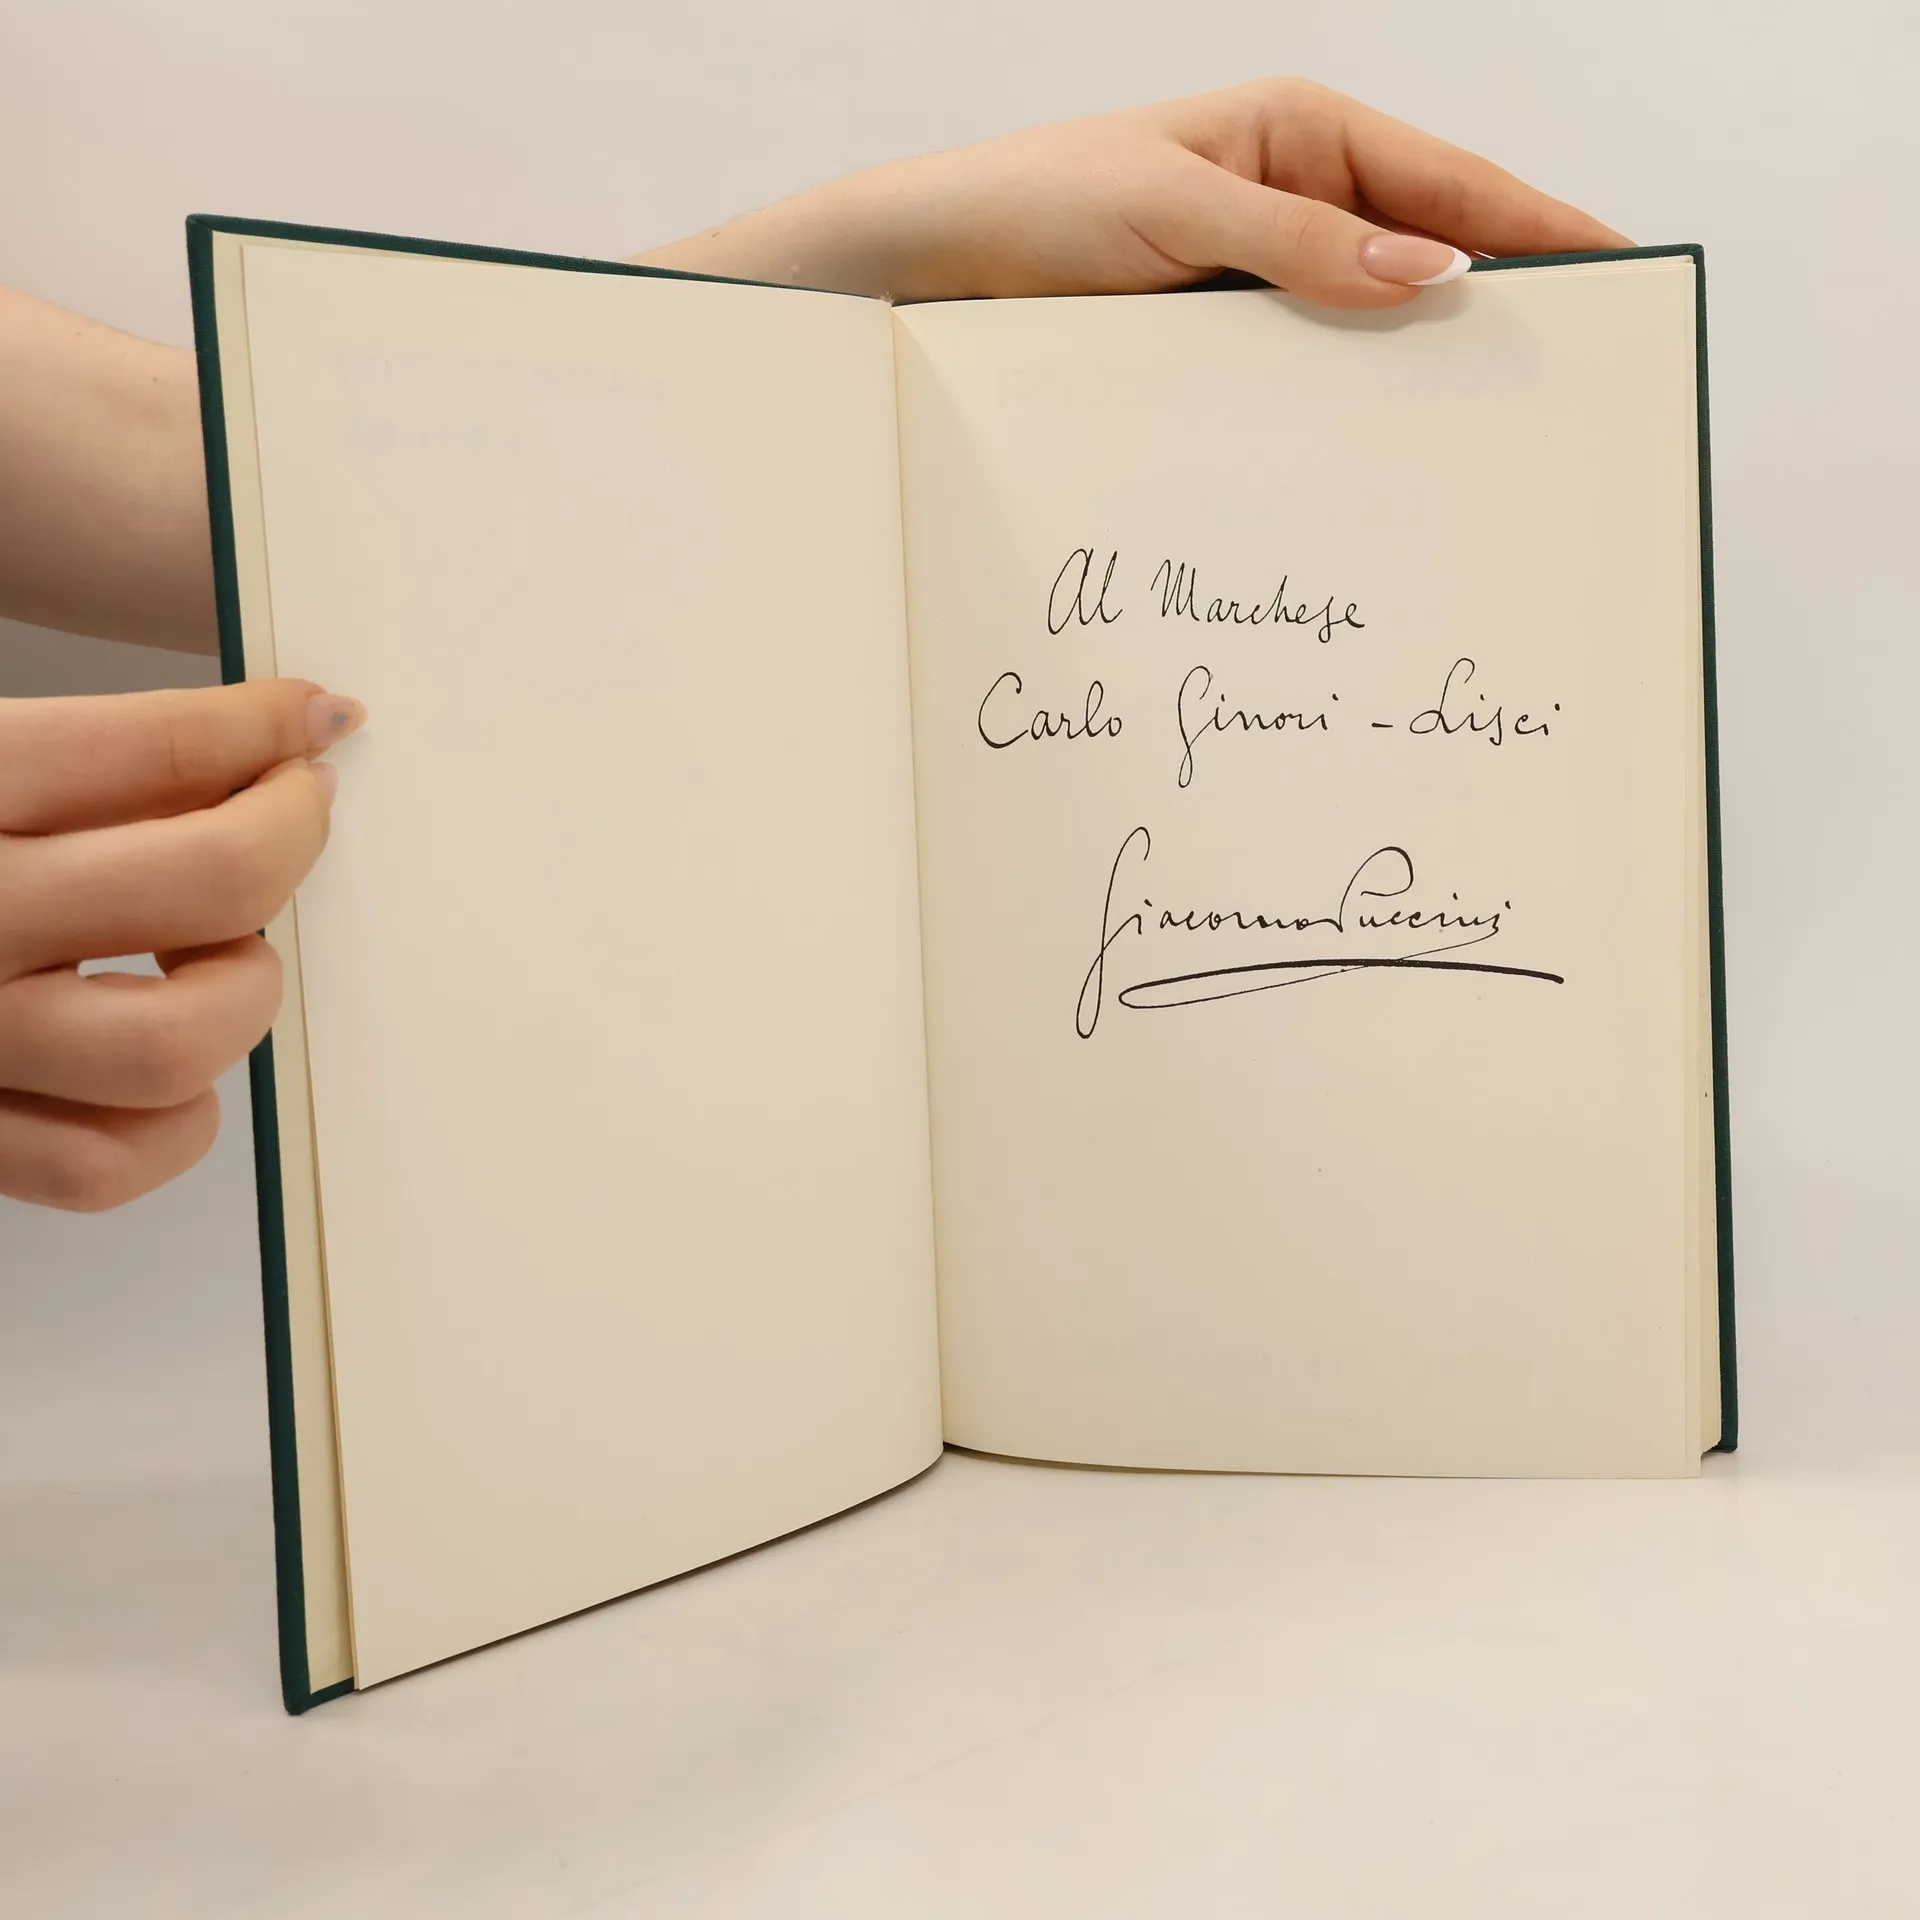 Al Marchese
Carlo Ginori - Lisci
Giacomo Puccini